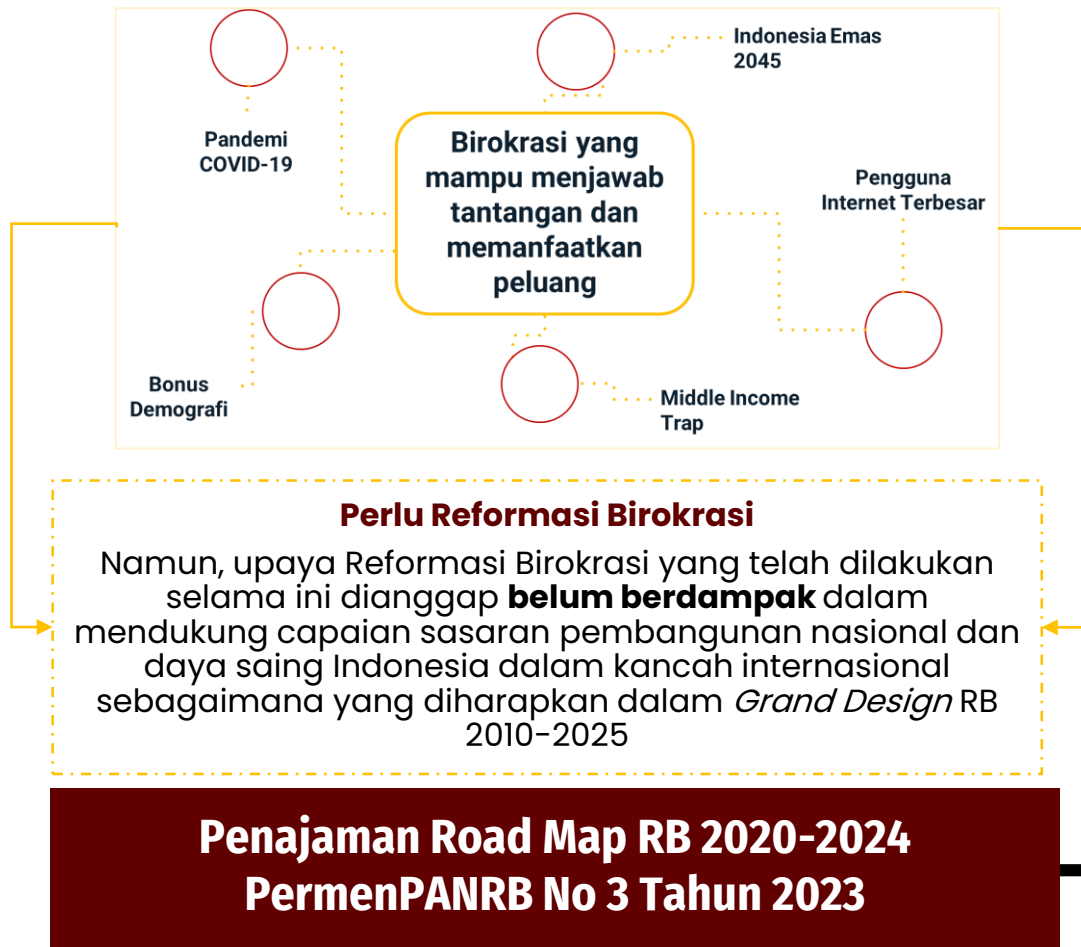 Indonesia Emas
2045
Pandemi
COVID-19
Birokrasi yang
mampu menjawab
tantangan dan
memanfaatkan
peluang
Pengguna
Internet Terbesar
Bonus
Demografi
Middle Income
Trap
Perlu Reformasi Birokrasi
Namun, upaya Reformasi Birokrasi yang telah dilakukan
selama ini dianggap belum berdampak dalam
mendukung capaian sasaran pembangunan nasional dan
daya saing Indonesia dalam kancah internasional
sebagaimana yang diharapkan dalam Grand Design RB
2010-2025
Penajaman Road Map RB 2020-2024
PermenPANRB No 3 Tahun 2023